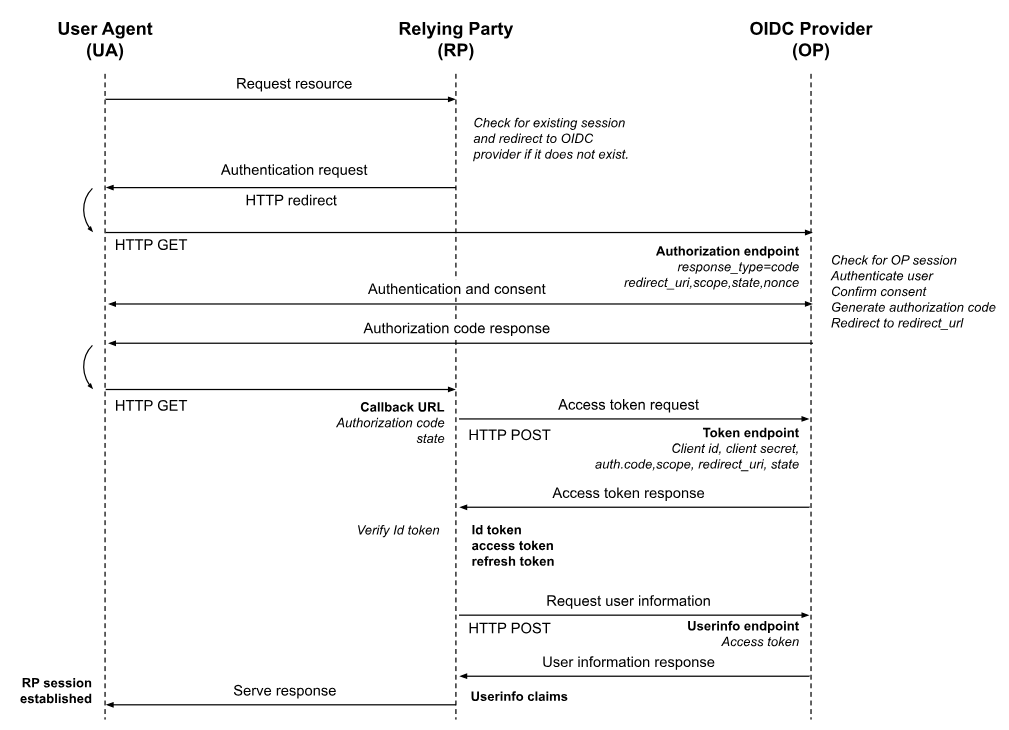 User Agent
(UA)
Relying Party
(RP)
OIDC Provider
(OP)
Request resource
Check for existing session
and redirect to OIDC
provider if it does not exist.
Authentication request
HTTP redirect
HTTP GET
Authorization endpoint
response_type=code
redirect_uri,scope,state,nonce
Check for OP session
Authenticate user
Confirm consent
Generate authorization code
Redirect to redirect_url
Authentication and consent
Authorization code response
HTTP GET
Callback URL
Authorization code
state
Access token request
HTTP POST
Token endpoint
Client id, client secret,
auth.code,scope, redirect_uri, state
Access token response
Verify Id token
Id token
access token
refresh token
Request user information
HTTP POST
Userinfo endpoint
Access token
User information response
RP session
established
Serve response
Userinfo claims